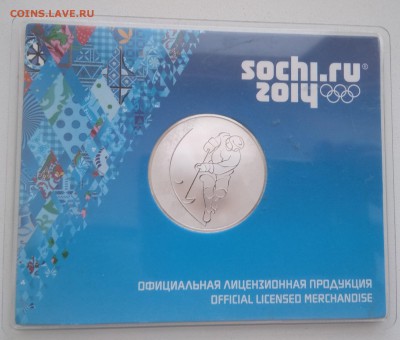 COINS.LAVE.RU
sochi.ru®
2014
ОФИЦИАЛЬНАЯ ЛИЦЕНЗИОННАЯ ПРОДУКЦИЯ
OFFICIAL LICENSED MERCHANDISE